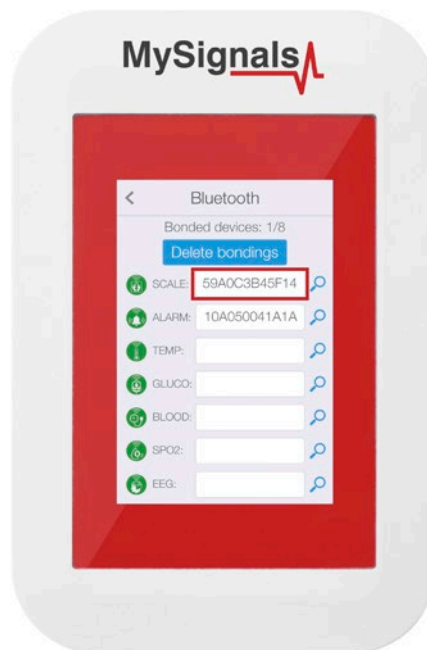 MySignals
Bluetooth
Bonded devices: 1/8
Delete bondings
SCALE: 59A0C3B45F14
ALARM: 10A050041A1A
TEMP:
GLUCO:
BLOOD:
SPO2:
EEG: